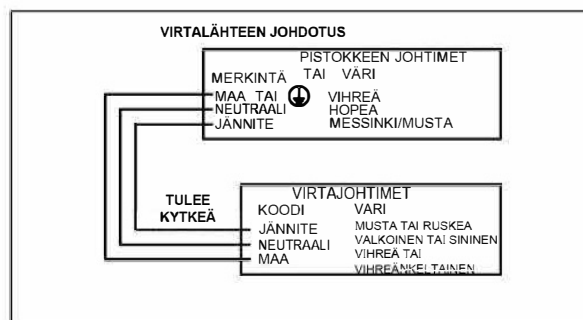 VIRTALÄHTEEN JOHDOTUS
PISTOKKEEN JOHTIMET
MERKINTÄ TAI VÄRI
MAA TAI VIHREÄ
NEUTRAALI HOPEA
JÄNNITE MESSINKI/MUSTA
TULEE
KYTKEÄ
VIRTAJOHTIMET
KOODI VARI
JÄNNITE MUSTA TAI RUSKEA
NEUTRAALI VALKOINEN TAI SININEN
MAA VIHREÄ TAI
VIHREÄNKELTAINEN